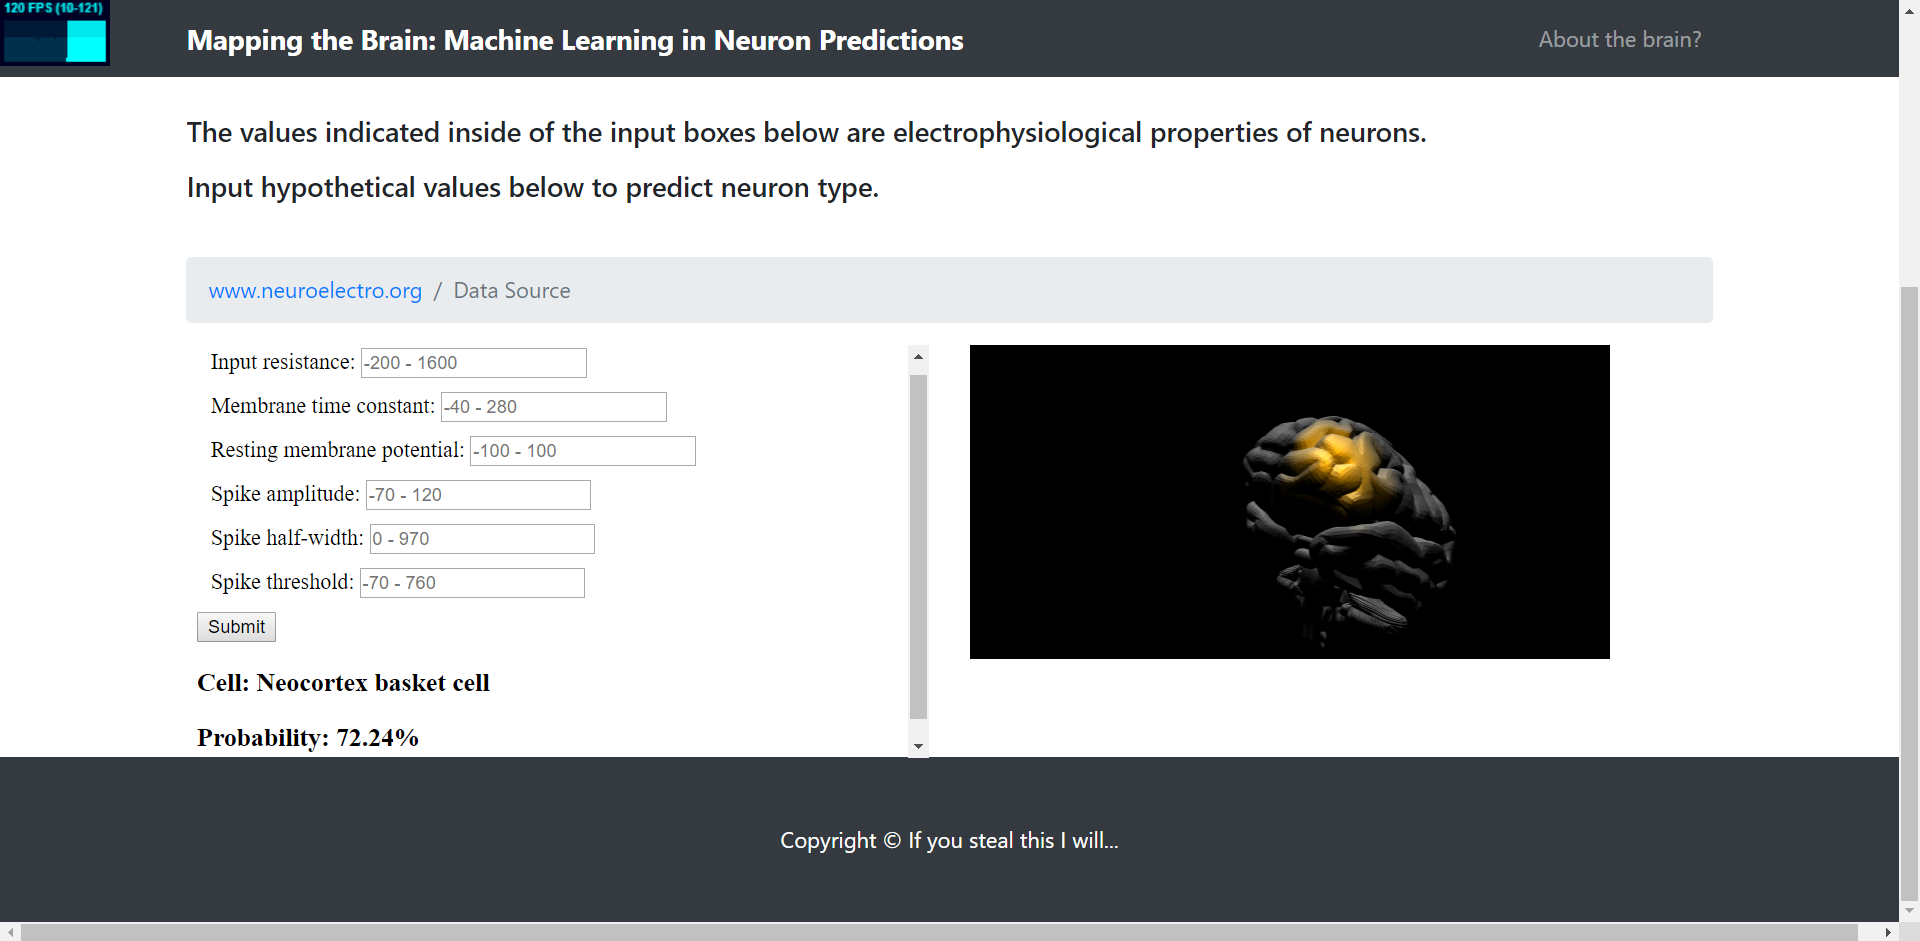 120 FPS (10-121)
Mapping the Brain: Machine Learning in Neuron Predictions
About the brain?
The values indicated inside of the input boxes below are electrophysiological properties of neurons.
Input hypothetical values below to predict neuron type.
www.neuroelectro.org / Data Source
Input resistance: -200 - 1600
Membrane time constant: -40 - 280
Resting membrane potential: -100 - 100
Spike amplitude: -70 - 120
Spike half-width: 0 - 970
Spike threshold: -70 - 760
Submit
Cell: Neocortex basket cell
Probability: 72.24%
Copyright © If you steal this I will...